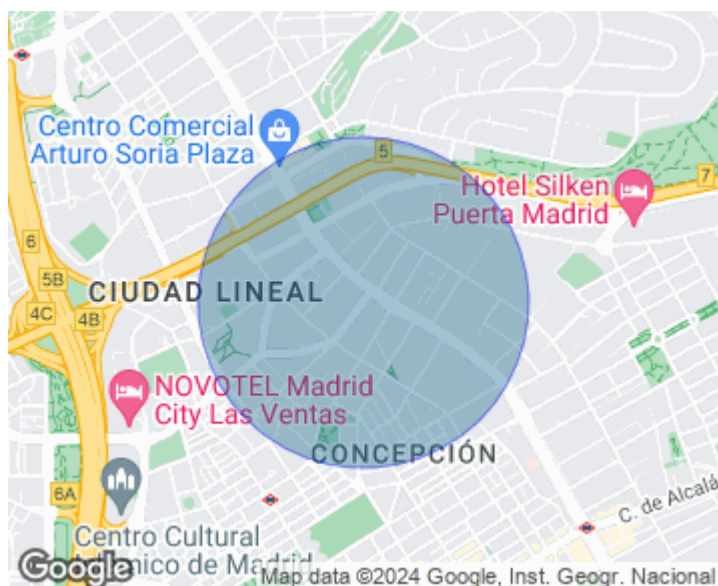 Centro Comercial
Arturo Soria Plaza
5
7
Hotel Silken
Puerta Madrid
6
5B
4C
4B
CIUDAD LINEAL
NOVOTEL Madrid
City Las Ventas
CONCEPCIÓN
6A
C. de Alcalá
Centro Cultural
de Madrid
Google
Map data ©2024 Google, Inst. Geogr. Nacional